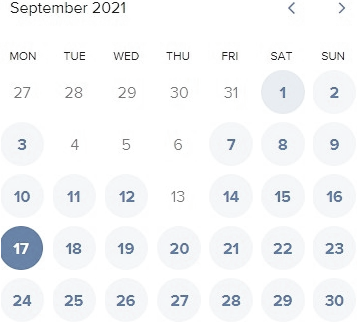 September 2021
MON TUE WED THU FRI SAT SUN
27 28 29 30 31 1 2
3 4 5 6 7 8 9
10 11 12 13 14 15 16
17 18 19 20 21 22 23
24 25 26 27 28 29 30